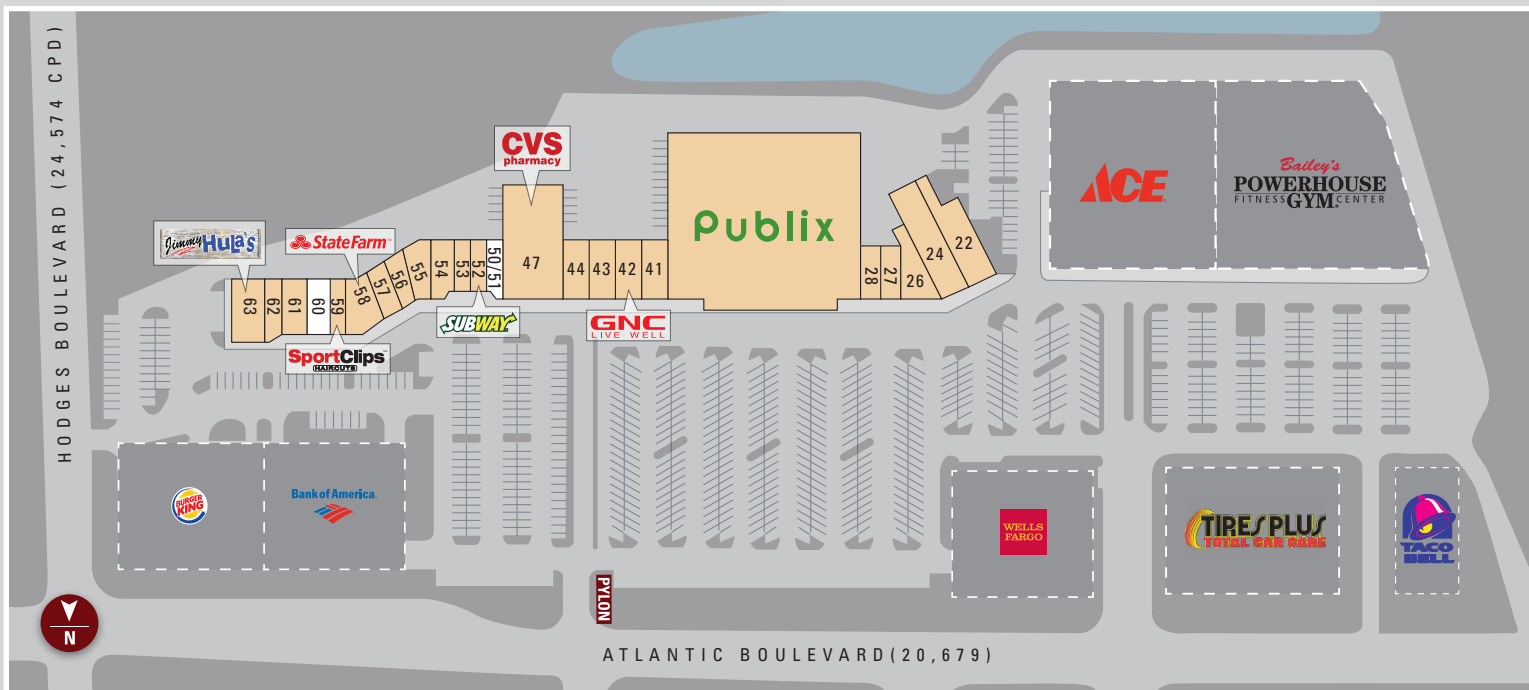 HODGES BOULEVARD (24,574 CPD)
Jimmy HULA'S
StateFarm™
CVS
pharmacy
Publix
ACE
Bailey's
POWERHOUSE
FITNESS GYM CENTER
63
62
61
60
59
58
57
56
55
54
53
52
50/51
47
44
43
42
41
28
27
26
24
22
SportClips
HAIRCUTS
SUBWAY
GNC
LIVE WELL
BURGER
KING
Bank of America
WELLS
FARGO
TIRES PLUS
TOTAL CAR CARE
TACO
BELL
PYLON
N
ATLANTIC BOULEVARD(20,679)